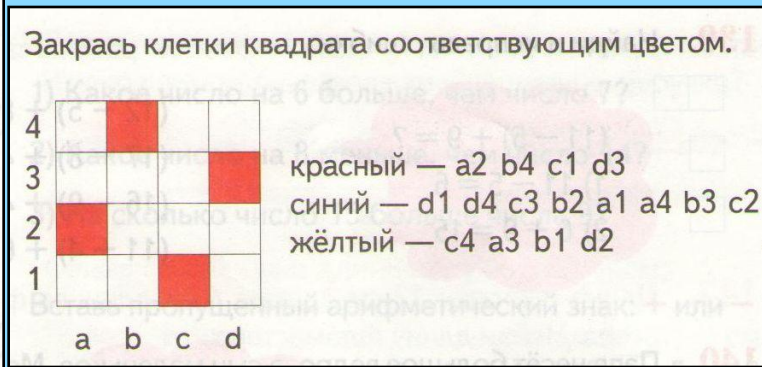 Закрась клетки квадрата соответствующим цветом.
4
3
2
1
a b c d
красный — a2 b4 c1 d3
синий — d1 d4 c3 b2 a1 a4 b3 c2
жёлтый — c4 a3 b1 d2